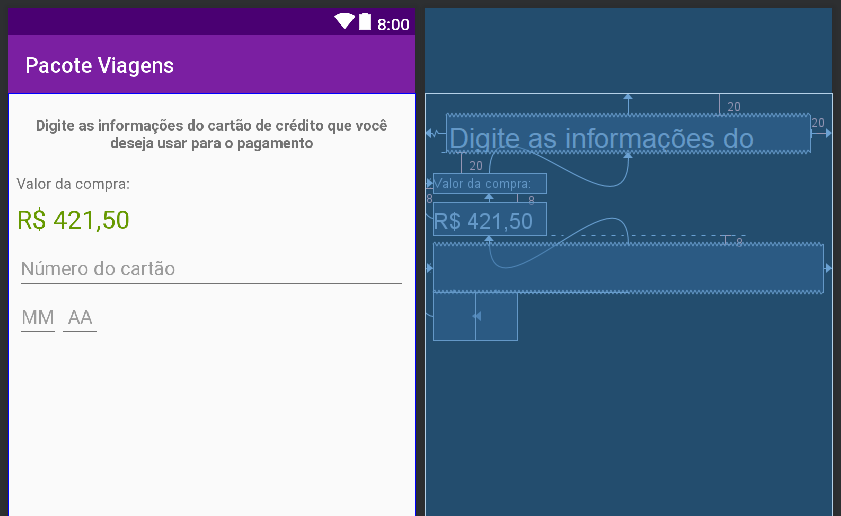 8:00
Pacote Viagens
Digite as informações do cartão de crédito que você
deseja usar para o pagamento
Valor da compra:
R$ 421,50
Número do cartão
MM AA
20
Digite as informações do
20
20
Valor da compra:
8
8
R$ 421,50
8